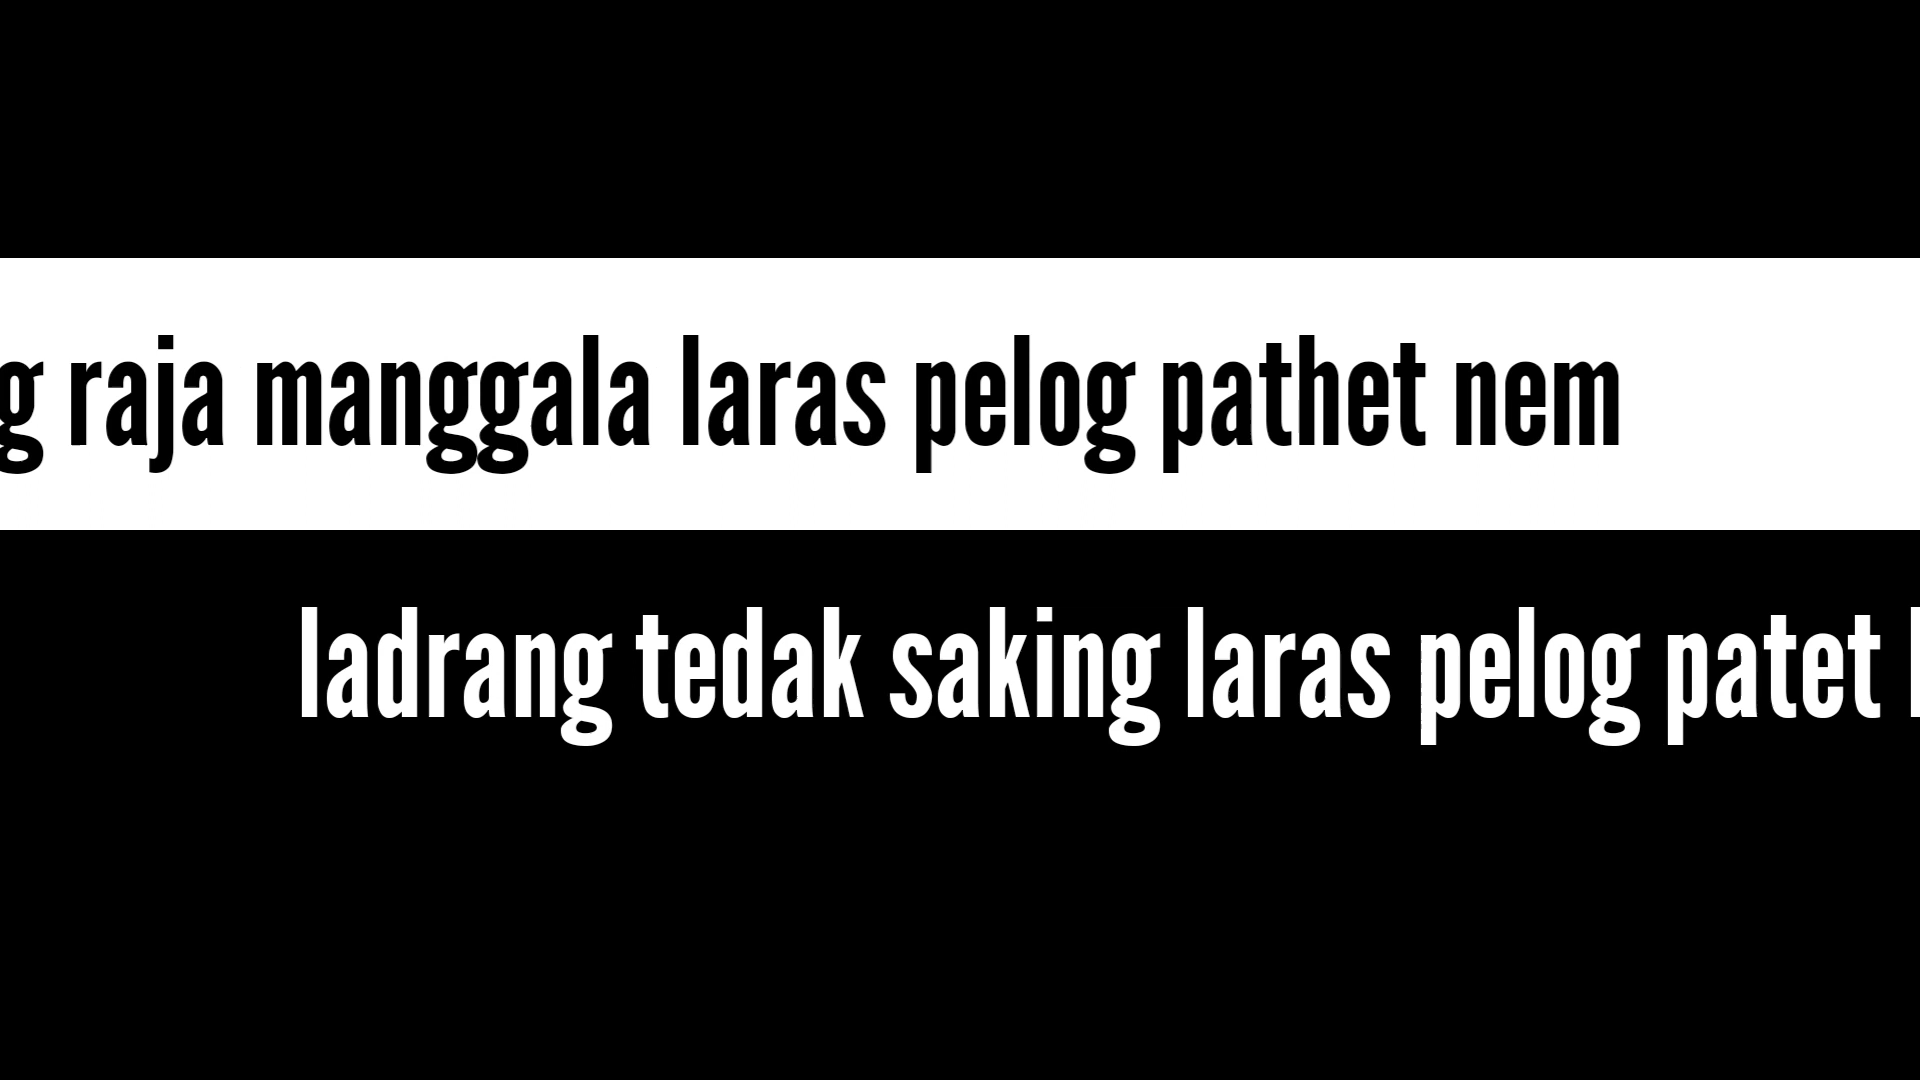 g raja manggala laras pelog pathet nem
ladrang tedak saking laras pelog patet